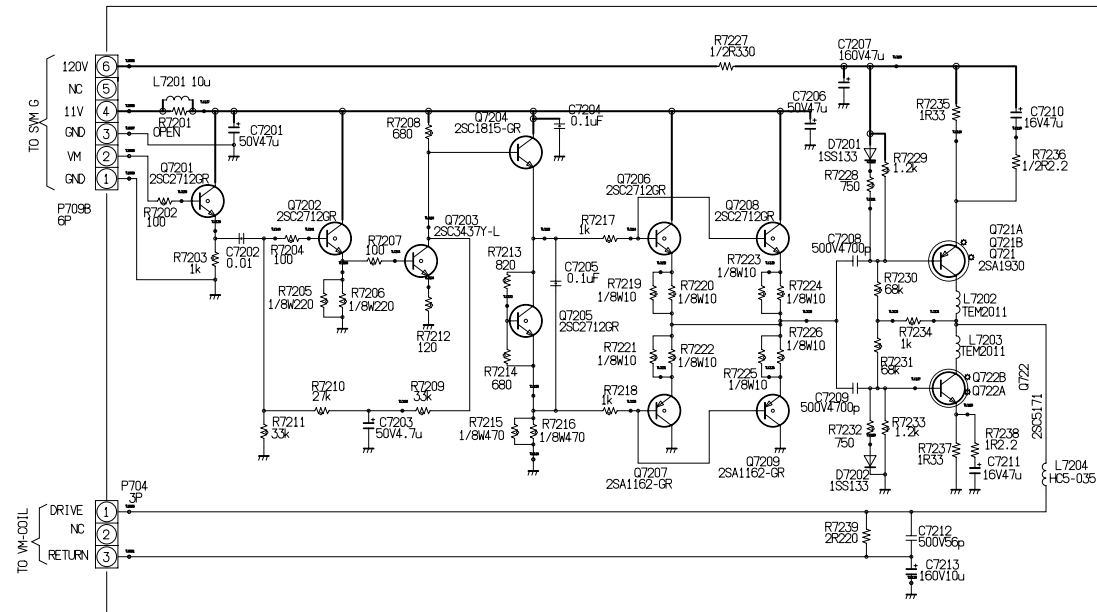 TO SVM G
120V
6
NC
5
11V
4
GND
3
VM
2
GND
1
P709B
6P
L7201 10u
R7201
OPEN
C7201
50V47u
Q7201
2SC2712GR
R7202
100
R7203
1k
C7202
0.01
R7204
100
Q7202
2SC2712GR
R7205
1/8W220
R7206
1/8W220
R7207
100
Q7203
2SC3437Y-L
R7208
680
R7212
120
Q7204
2SC1815-GR
C7204
0.1uF
R7213
820
C7205
0.1uF
Q7205
2SC2712GR
R7214
680
R7215
1/8W470
R7216
1/8W470
R7210
27k
R7209
33k
R7211
33k
C7203
50V4.7u
R7217
1k
R7218
1k
Q7206
2SC2712GR
Q7208
2SC2712GR
R7219
1/8W10
R7220
1/8W10
R7223
1/8W10
R7224
1/8W10
R7221
1/8W10
R7222
1/8W10
R7225
1/8W10
R7226
1/8W10
Q7207
2SA1162-GR
Q7209
2SA1162-GR
R7227
1/2R330
C7206
50V47u
C7207
160V47u
D7201
1SS133
R7228
750
R7229
1.2k
C7208
500V4700p
C7209
500V4700p
R7230
68k
R7231
68k
R7234
1k
R7232
750
R7233
1.2k
D7202
1SS133
R7235
1R33
C7210
16V47u
R7236
1/2R2.2
Q721A
Q721B
Q721
2SA1930
L7202
TEM2011
L7203
TEM2011
Q722B
Q722A
Q722
2SC5171
R7237
1R33
R7238
1R2.2
C7211
16V47u
L7204
HC5-035
TO VM-COIL
P704
3P
DRIVE
1
NC
2
RETURN
3
R7239
2R220
C7212
500V56p
C7213
160V10u